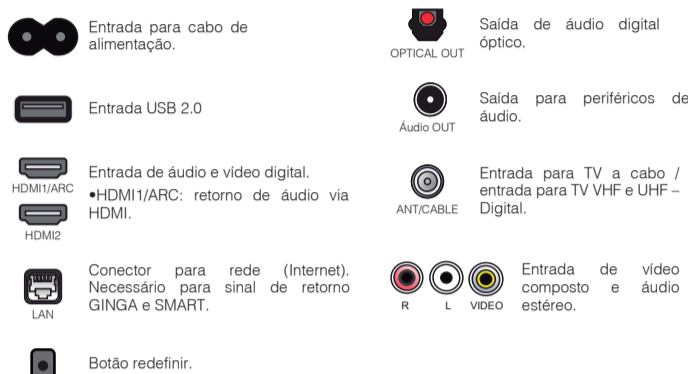 Entrada para cabo de
alimentação.
Entrada USB 2.0
HDMI1/ARC
HDMI2
Entrada de áudio e vídeo digital.
•HDMI1/ARC: retorno de áudio via
HDMI.
LAN
Conector para rede (Internet).
Necessário para sinal de retorno
GINGA e SMART.
Botão redefinir.
OPTICAL OUT
Saída de áudio digital
óptico.
Áudio OUT
Saída para periféricos de
áudio.
ANT/CABLE
Entrada para TV a cabo /
entrada para TV VHF e UHF –
Digital.
R L VIDEO
Entrada de vídeo
composto e áudio
estéreo.